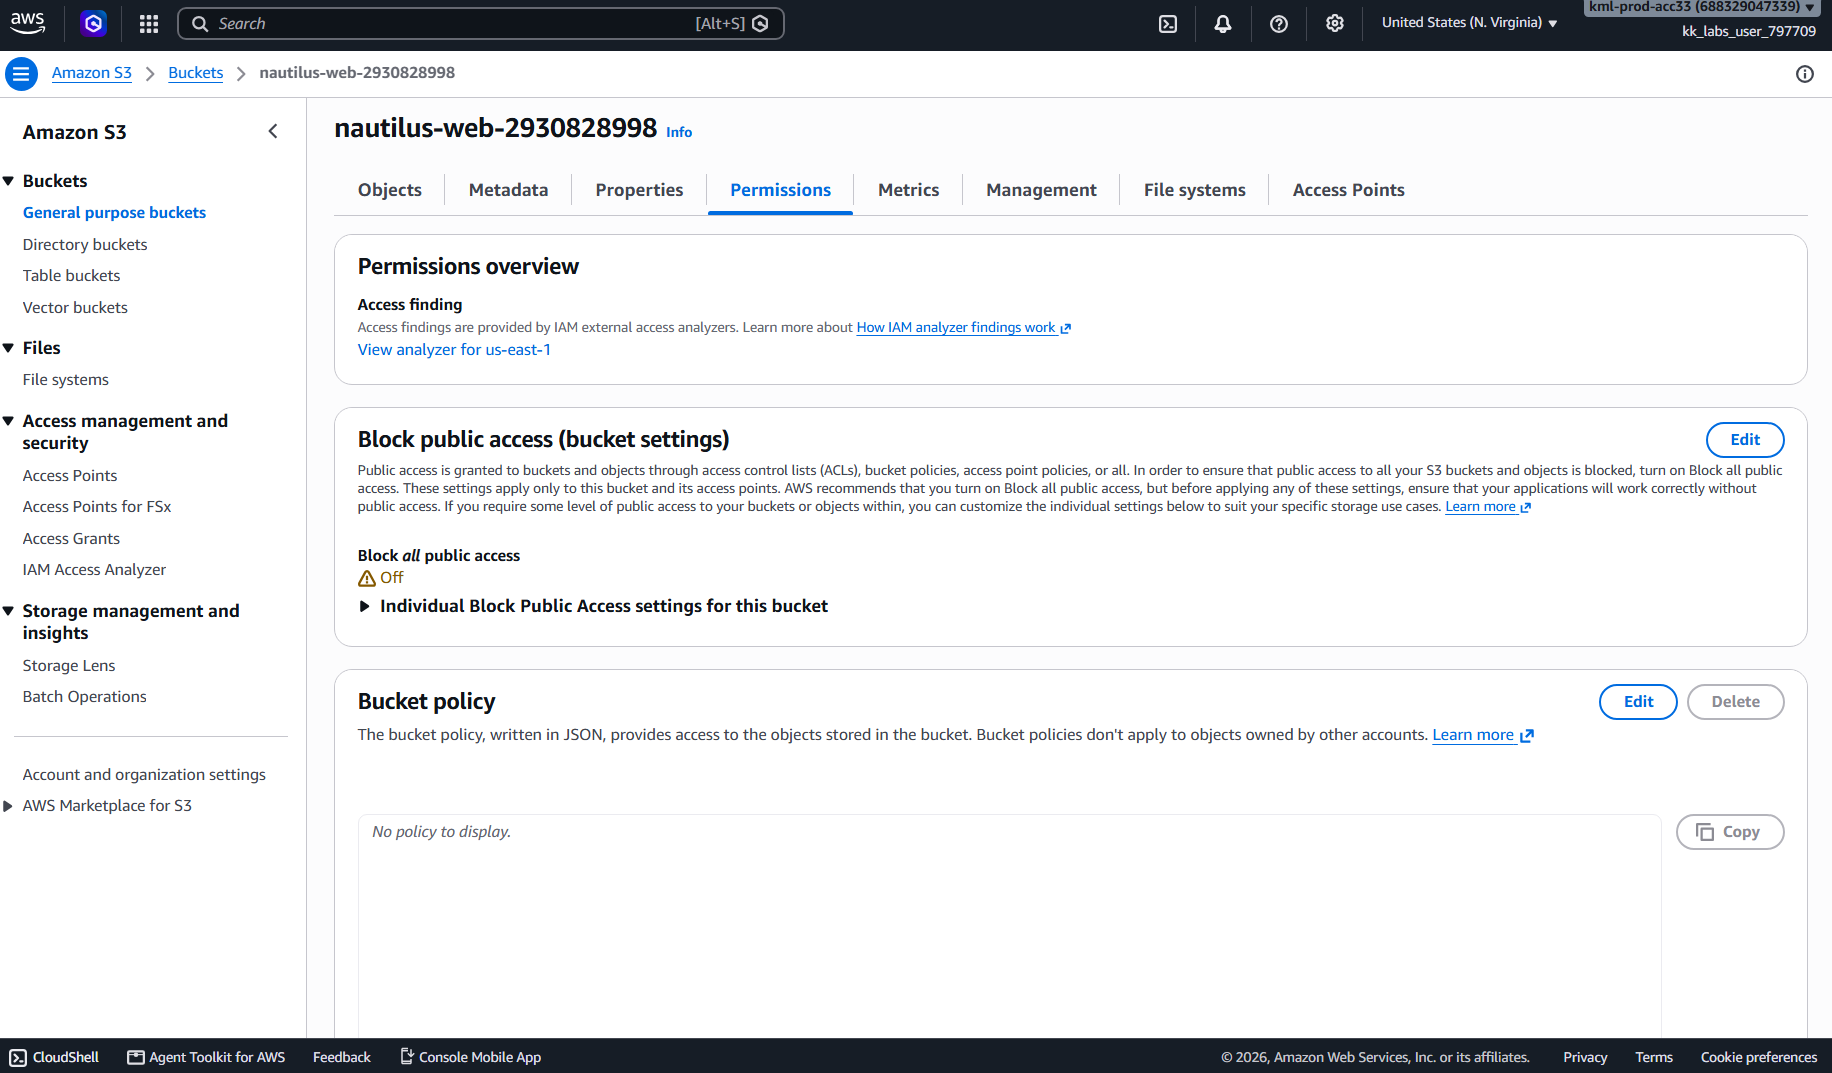 aws
Search
[Alt+S]
United States (N. Virginia)
kml-prod-acc33 (688329047339)
kk_labs_user_797709
Amazon S3
Buckets
nautilus-web-2930828998
Amazon S3
Buckets
General purpose buckets
Directory buckets
Table buckets
Vector buckets
Files
File systems
Access management and
security
Access Points
Access Points for FSx
Access Grants
IAM Access Analyzer
Storage management and
insights
Storage Lens
Batch Operations
Account and organization settings
AWS Marketplace for S3
nautilus-web-2930828998 Info
Objects
Metadata
Properties
Permissions
Metrics
Management
File systems
Access Points
Permissions overview
Access finding
Access findings are provided by IAM external access analyzers. Learn more about How IAM analyzer findings work
View analyzer for us-east-1
Block public access (bucket settings)
Edit
Public access is granted to buckets and objects through access control lists (ACLs), bucket policies, access point policies, or all. In order to ensure that public access to all your S3 buckets and objects is blocked, turn on Block all public
access. These settings apply only to this bucket and its access points. AWS recommends that you turn on Block all public access, but before applying any of these settings, ensure that your applications will work correctly without
public access. If you require some level of public access to your buckets or objects within, you can customize the individual settings below to suit your specific storage use cases. Learn more
Block all public access
Off
Individual Block Public Access settings for this bucket
Bucket policy
Edit
Delete
The bucket policy, written in JSON, provides access to the objects stored in the bucket. Bucket policies don't apply to objects owned by other accounts. Learn more
No policy to display.
Copy
CloudShell
Agent Toolkit for AWS
Feedback
Console Mobile App
© 2026, Amazon Web Services, Inc. or its affiliates.
Privacy
Terms
Cookie preferences